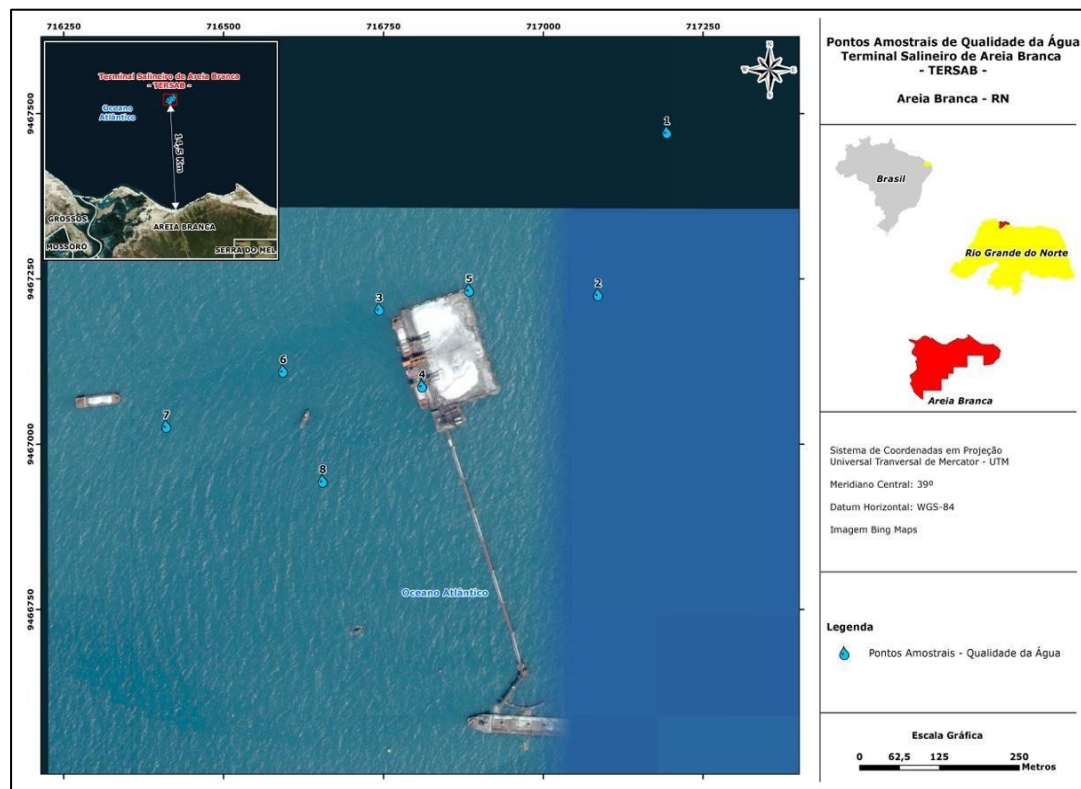 716250
716500
716750
717000
717250
9467500
9467250
9467000
9466750
Terminal Salineiro de Areia Branca
- TERSAB -
Oceano
Atlântico
14,5 Km
GROSSOS
AREIA BRANCA
MOSSORÓ
SERRA DO MEL
N
W
E
S
1
2
5
3
6
4
7
8
Oceano Atlântico
Pontos Amostrais de Qualidade da Água
Terminal Salineiro de Areia Branca
- TERSAB -
Areia Branca - RN
Brasil
Rio Grande do Norte
Areia Branca
Sistema de Coordenadas em Projeção
Universal Tranversal de Mercator - UTM
Meridiano Central: 39º
Datum Horizontal: WGS-84
Imagem Bing Maps
Legenda
Pontos Amostrais - Qualidade da Água
Escala Gráfica
0 62,5 125 250
Metros